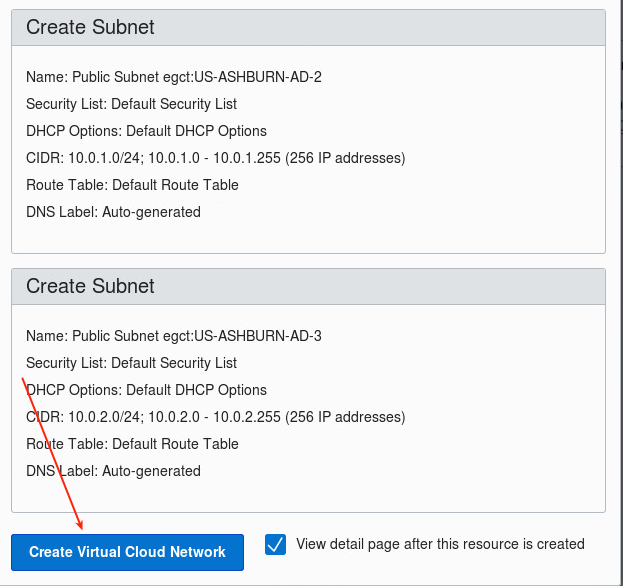 Create Subnet
Name: Public Subnet egct:US-ASHBURN-AD-2
Security List: Default Security List
DHCP Options: Default DHCP Options
CIDR: 10.0.1.0/24; 10.0.1.0 - 10.0.1.255 (256 IP addresses)
Route Table: Default Route Table
DNS Label: Auto-generated
Create Subnet
Name: Public Subnet egct:US-ASHBURN-AD-3
Security List: Default Security List
DHCP Options: Default DHCP Options
CIDR: 10.0.2.0/24; 10.0.2.0 - 10.0.2.255 (256 IP addresses)
Route Table: Default Route Table
DNS Label: Auto-generated
Create Virtual Cloud Network
View detail page after this resource is created